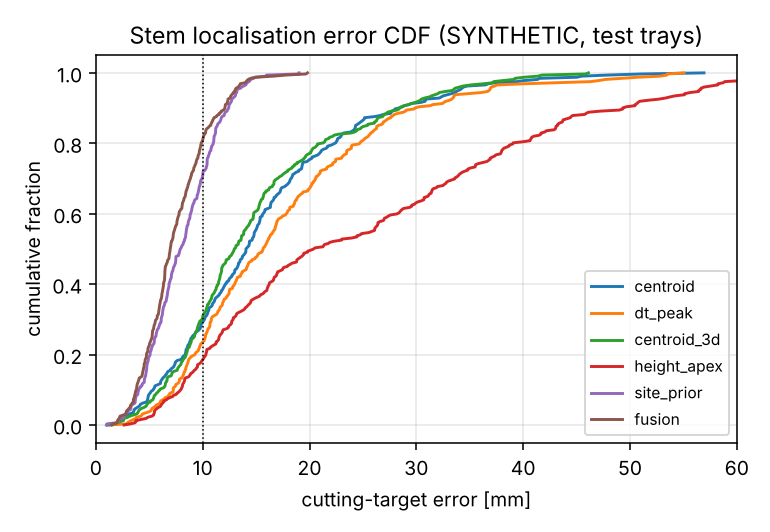 Stem localisation error CDF (SYNTHETIC, test trays)
cumulative fraction
1.0
0.8
0.6
0.4
0.2
0.0
0
10
20
30
40
50
60
cutting-target error [mm]
centroid
dt_peak
centroid_3d
height_apex
site_prior
fusion